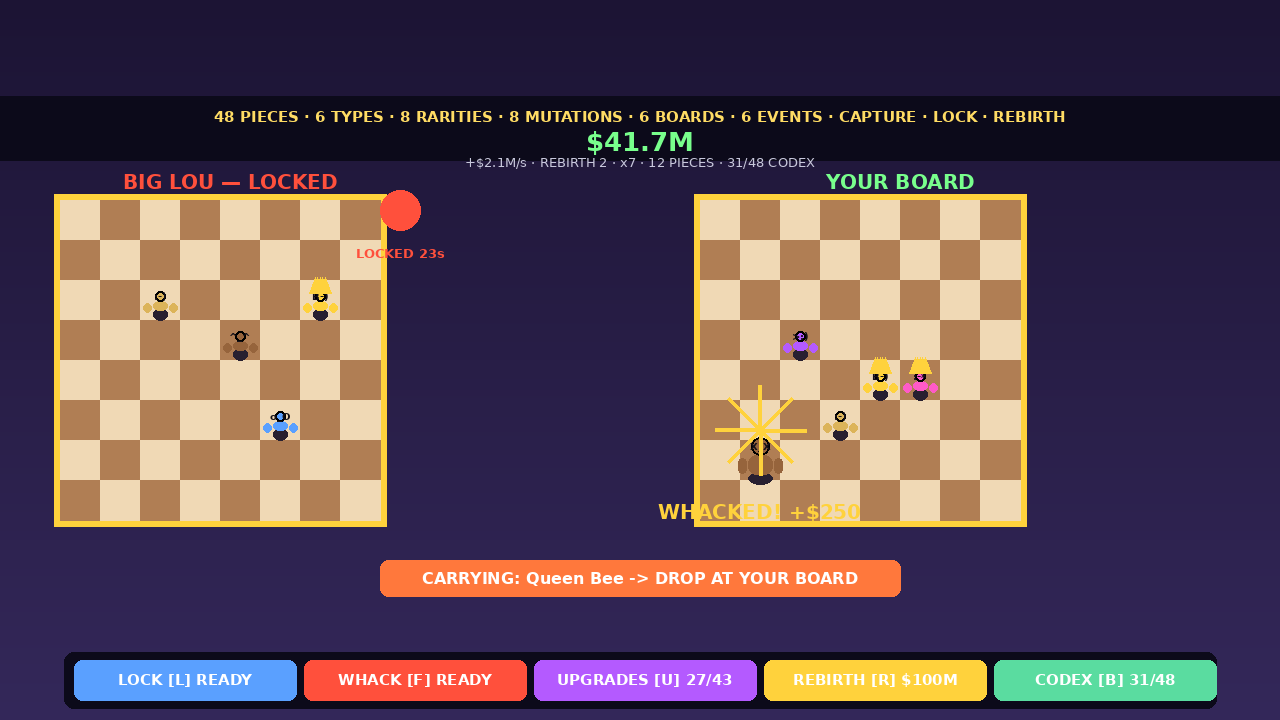 48 PIECES · 6 TYPES · 8 RARITIES · 8 MUTATIONS · 6 BOARDS · 6 EVENTS · CAPTURE · LOCK · REBIRTH
$41.7M
+$2.1M/s · REBIRTH 2 · x7 · 12 PIECES · 31/48 CODEX
BIG LOU — LOCKED
YOUR BOARD
LOCKED 23s
WHACKED! +$250
CARRYING: Queen Bee -> DROP AT YOUR BOARD
LOCK [L] READY
WHACK [F] READY
UPGRADES [U] 27/43
REBIRTH [R] $100M
CODEX [B] 31/48